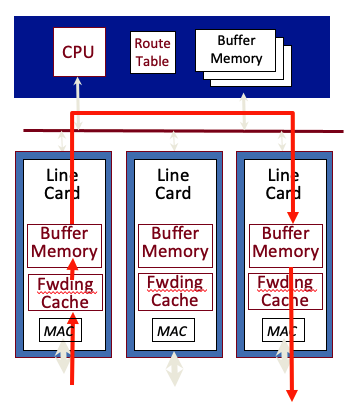 CPU
Route
Table
Buffer
Memory
Line
Card
Buffer
Memory
Fwding
Cache
MAC
Line
Card
Buffer
Memory
Fwding
Cache
MAC
Line
Card
Buffer
Memory
Fwding
Cache
MAC